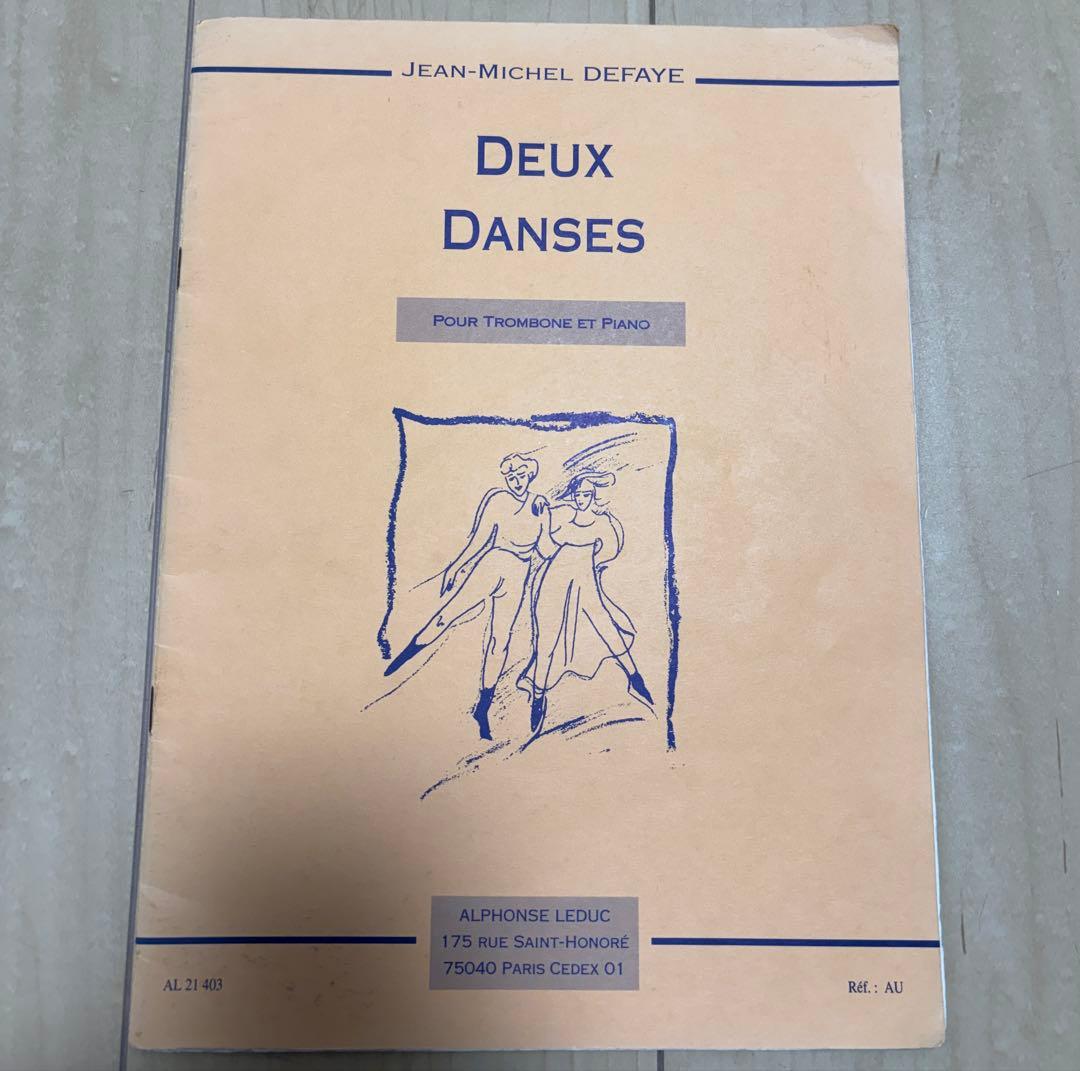 JEAN-MICHEL DEFAYE
DEUX
DANSES
POUR TROMBONE ET PIANO
ALPHONSE LEDUC
175 RUE SAINT-HONORÉ
75040 PARIS CEDEX 01
AL 21 403
Réf. : AU